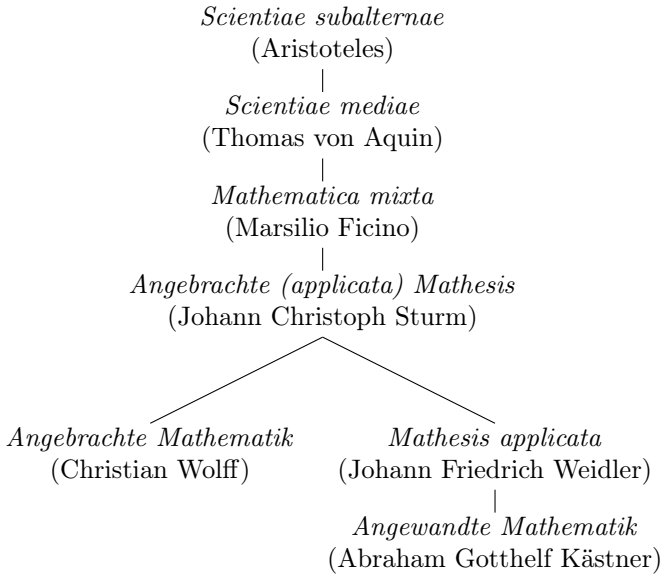 Scientiae subalternae
(Aristoteles)
Scientiae mediae
(Thomas von Aquin)
Mathematica mixta
(Marsilio Ficino)
Angebrachte (applicata) Mathesis
(Johann Christoph Sturm)
Angebrachte Mathematik
(Christian Wolff)
Mathesis applicata
(Johann Friedrich Weidler)
Angewandte Mathematik
(Abraham Gotthelf Kästner)